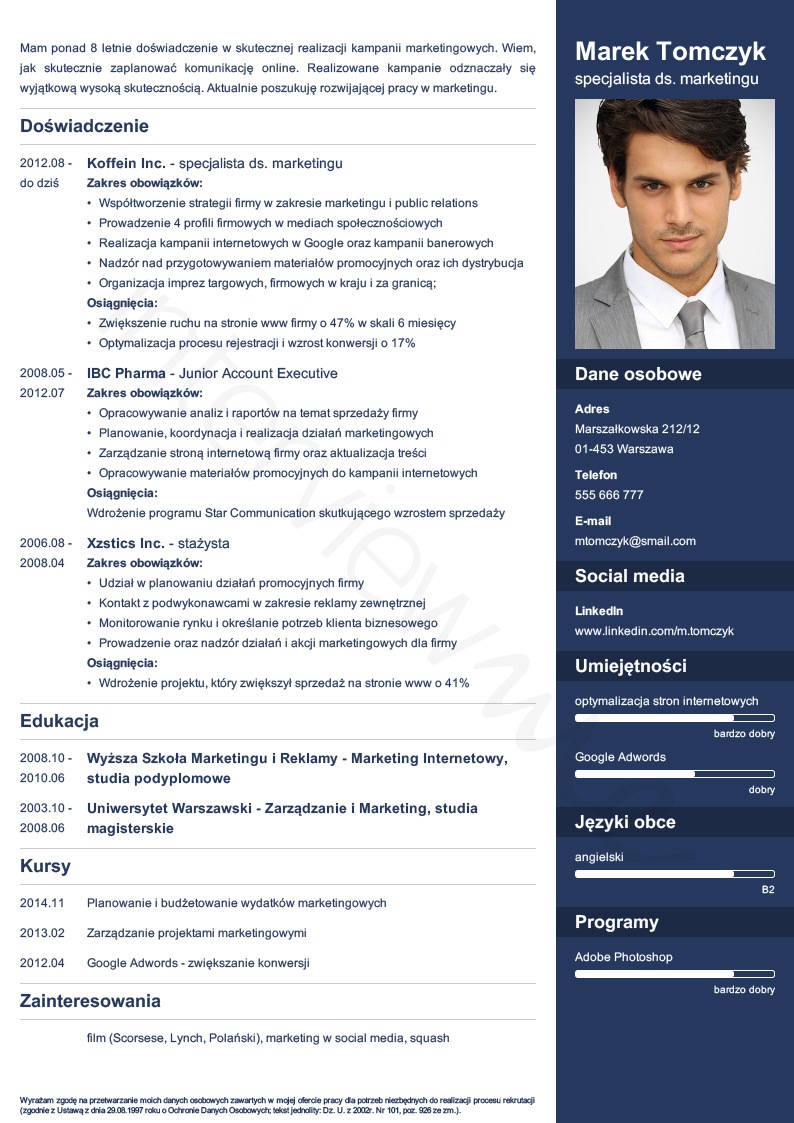 Mam ponad 8 letnie doświadczenie w skutecznej realizacji kampanii marketingowych. Wiem,
jak skutecznie zaplanować komunikację online. Realizowane kampanie odznaczały się
wyjątkową wysoką skutecznością. Aktualnie poszukuję rozwijającej pracy w marketingu.
Doświadczenie
2012.08 - Koffein Inc. - specjalista ds. marketingu
do dziś Zakres obowiązków:
• Współtworzenie strategii firmy w zakresie marketingu i public relations
• Prowadzenie 4 profili firmowych w mediach społecznościowych
• Realizacja kampanii internetowych w Google oraz kampanii banerowych
• Nadzór nad przygotowywaniem materiałów promocyjnych oraz ich dystrybucja
• Organizacja imprez targowych, firmowych w kraju i za granicą;
Osiągnięcia:
• Zwiększenie ruchu na stronie www firmy o 47% w skali 6 miesięcy
• Optymalizacja procesu rejestracji i wzrost konwersji o 17%
2008.05 - IBC Pharma - Junior Account Executive
2012.07 Zakres obowiązków:
• Opracowywanie analiz i raportów na temat sprzedaży firmy
• Planowanie, koordynacja i realizacja działań marketingowych
• Zarządzanie stroną internetową firmy oraz aktualizacja treści
• Opracowywanie materiałów promocyjnych do kampanii internetowych
Osiągnięcia:
Wdrożenie programu Star Communication skutkującego wzrostem sprzedaży
2006.08 - Xzstics Inc. - stażysta
2008.04 Zakres obowiązków:
• Udział w planowaniu działań promocyjnych firmy
• Kontakt z podwykonawcami w zakresie reklamy zewnętrznej
• Monitorowanie rynku i określanie potrzeb klienta biznesowego
• Prowadzenie oraz nadzór działań i akcji marketingowych dla firmy
Osiągnięcia:
• Wdrożenie projektu, który zwiększył sprzedaż na stronie www o 41%
Edukacja
2008.10 - Wyższa Szkoła Marketingu i Reklamy - Marketing Internetowy,
2010.06 studia podyplomowe
2003.10 - Uniwersytet Warszawski - Zarządzanie i Marketing, studia
2008.06 magisterskie
Kursy
2014.11 Planowanie i budżetowanie wydatków marketingowych
2013.02 Zarządzanie projektami marketingowymi
2012.04 Google Adwords - zwiększanie konwersji
Zainteresowania
film (Scorsese, Lynch, Polański), marketing w social media, squash
Wyrażam zgodę na przetwarzanie moich danych osobowych zawartych w mojej ofercie pracy dla potrzeb niezbędnych do realizacji procesu rekrutacji
(zgodnie z Ustawą z dnia 29.08.1997 roku o Ochronie Danych Osobowych; tekst jednolity: Dz. U. z 2002r. Nr 101, poz. 926 ze zm.).
Marek Tomczyk
specjalista ds. marketingu
Dane osobowe
Adres
Marszałkowska 212/12
01-453 Warszawa
Telefon
555 666 777
E-mail
mtomczyk@smail.com
Social media
LinkedIn
www.linkedin.com/m.tomczyk
Umiejętności
optymalizacja stron internetowych
bardzo dobry
Google Adwords
dobry
Języki obce
angielski
B2
Programy
Adobe Photoshop
bardzo dobry